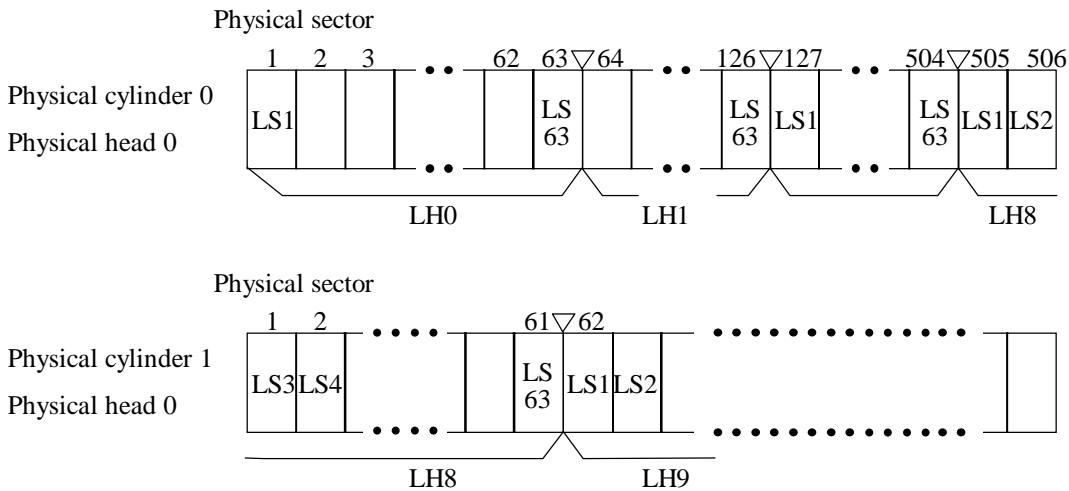 Physical sector
1 2 3 62 63 64 126 127 504 505 506
Physical cylinder 0
Physical head 0
LS1 LS 63 LS 63 LS1 LS 63 LS1 LS2
LH0 LH1 LH8
Physical sector
1 2 61 62
Physical cylinder 1
Physical head 0
LS3 LS4 LS 63 LS1 LS2
LH8 LH9